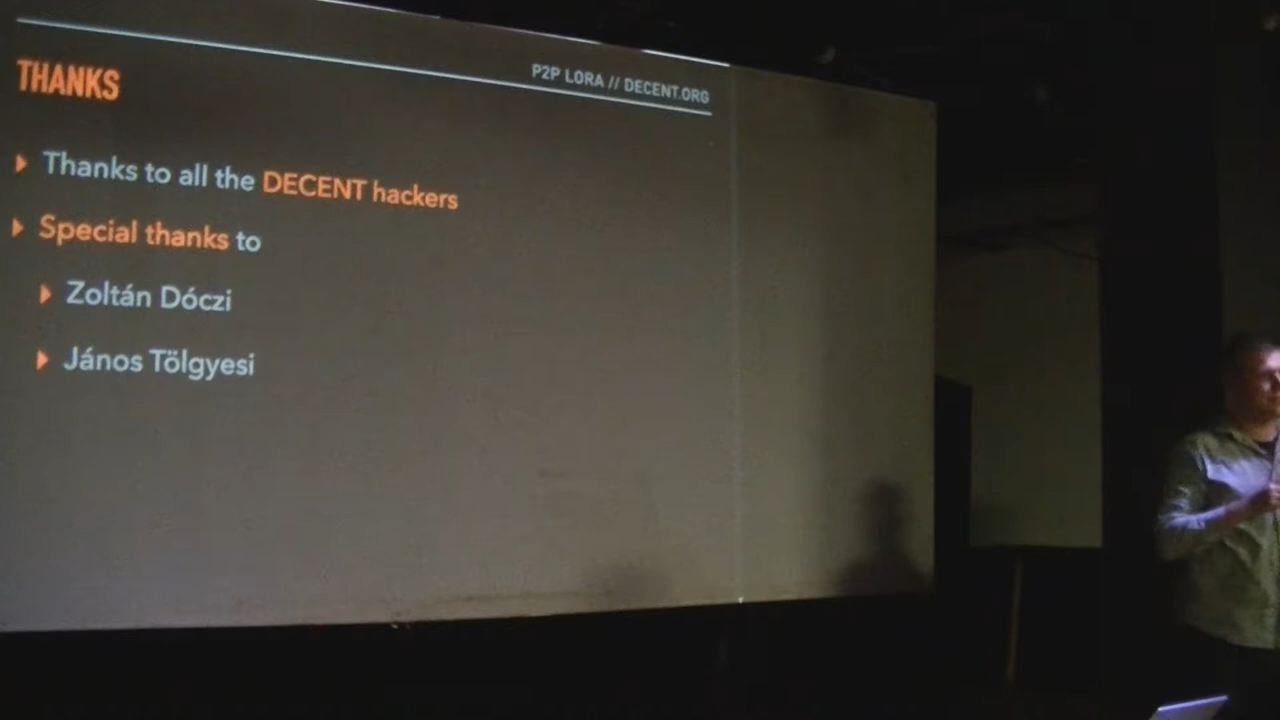 P2P LORA // DECENT.ORG
THANKS
Thanks to all the DECENT hackers
Special thanks to
Zoltán Dóczi
János Tölgyesi